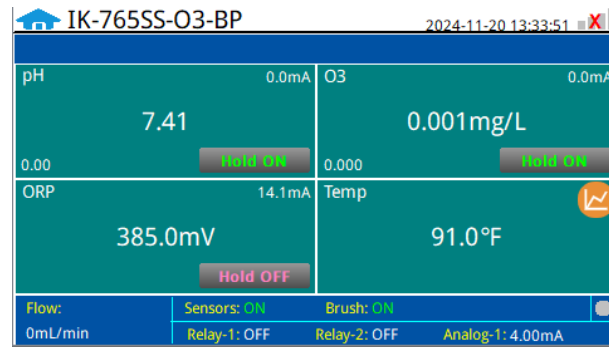 IK-765SS-O3-BP
2024-11-20 13:33:51
X
pH 0.0mA
7.41
0.00 Hold ON
O3 0.0mA
0.001mg/L
0.000 Hold ON
ORP 14.1mA
385.0mV
Hold OFF
Temp
91.0°F
Flow: Sensors: ON Brush: ON
0mL/min Relay-1: OFF Relay-2: OFF Analog-1: 4.00mA